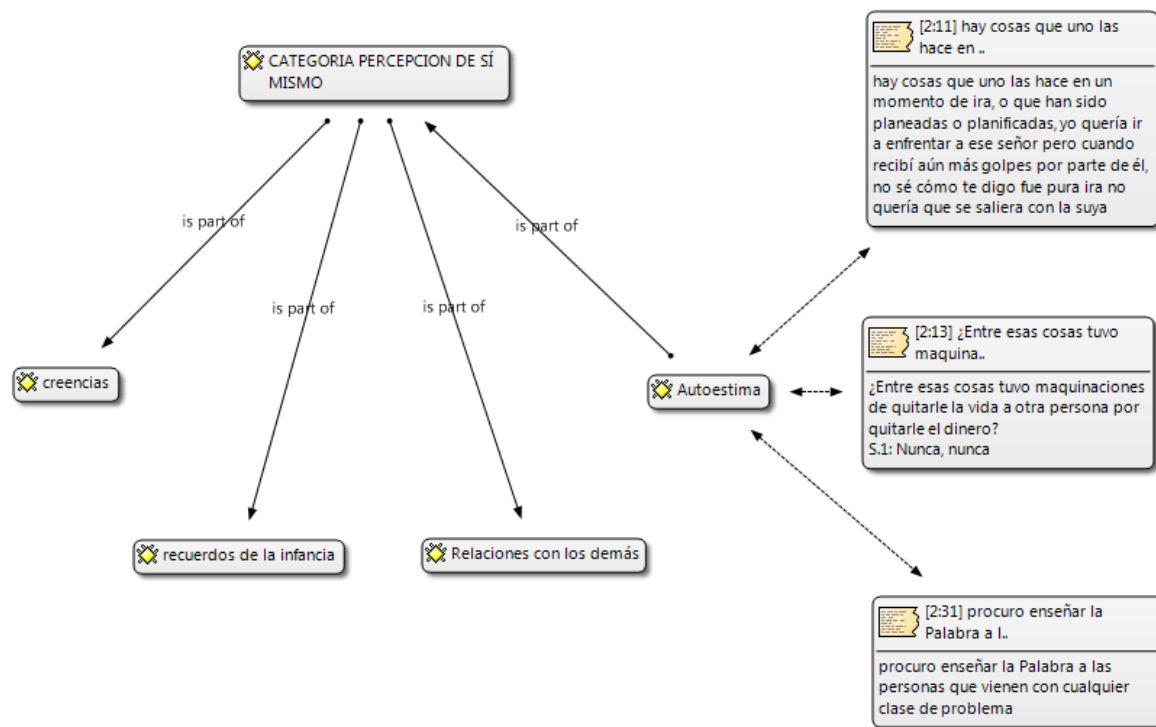 CATEGORIA PERCEPCION DE SÍ
MISMO
is part of
is part of
is part of
is part of
creencias
recuerdos de la infancia
Relaciones con los demás
Autoestima
[2:11] hay cosas que uno las
hace en ..
hay cosas que uno las hace en un
momento de ira, o que han sido
planeadas o planificadas, yo quería ir
a enfrentar a ese señor pero cuando
recibí aún más golpes por parte de él,
no sé cómo te digo fue pura ira no
quería que se saliera con la suya
[2:13] ¿Entre esas cosas tuvo
maquina..
¿Entre esas cosas tuvo maquinaciones
de quitarle la vida a otra persona por
quitarle el dinero?
S.1: Nunca, nunca
[2:31] procuro enseñar la
Palabra a l..
procuro enseñar la Palabra a las
personas que vienen con cualquier
clase de problema